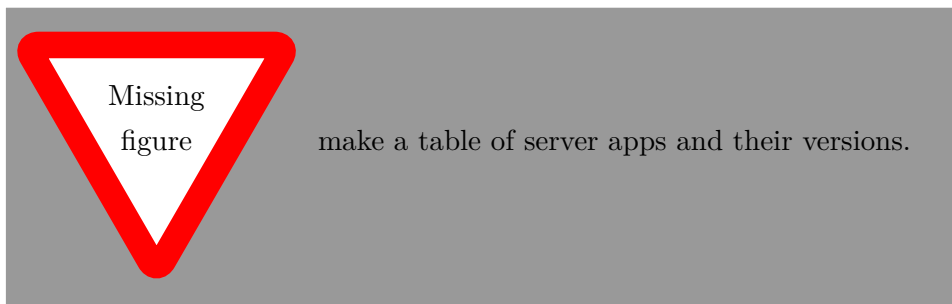 Missing
figure
make a table of server apps and their versions.